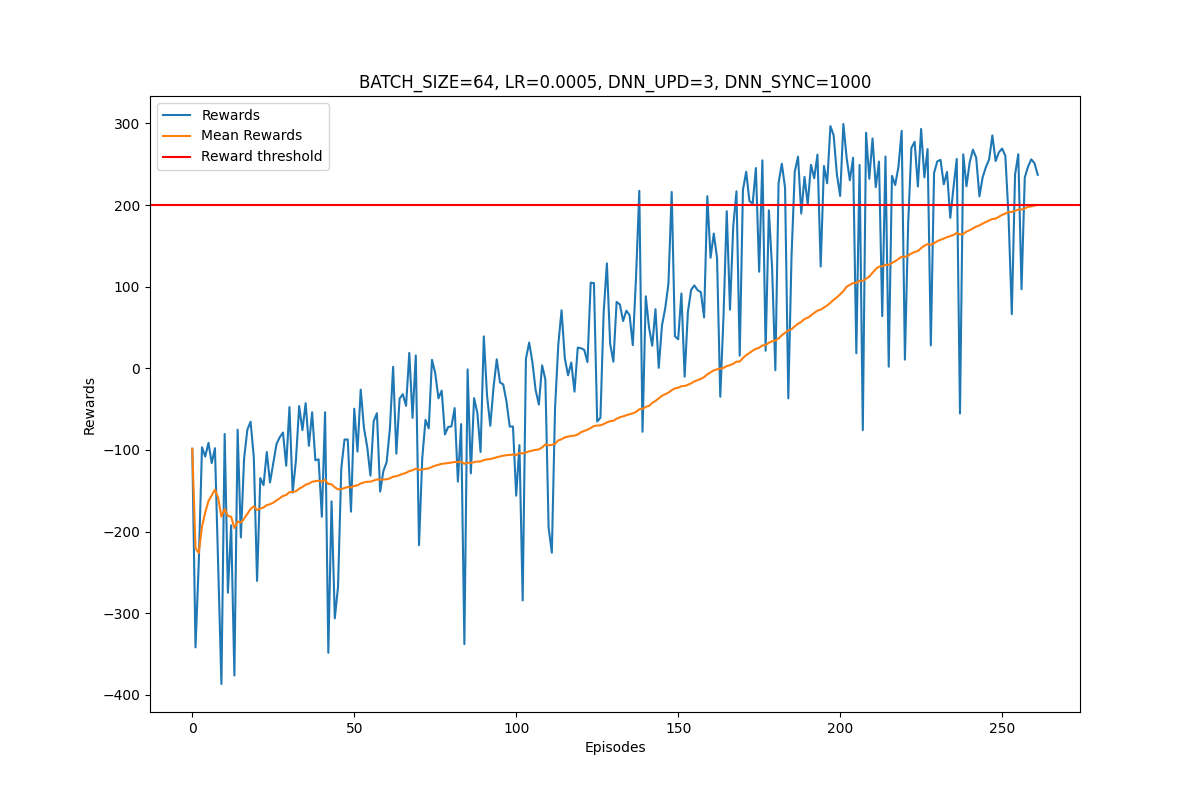 BATCH_SIZE=64, LR=0.0005, DNN_UPD=3, DNN_SYNC=1000
Rewards
Mean Rewards
Reward threshold
300
200
100
0
−100
−200
−300
−400
Rewards
0 50 100 150 200 250
Episodes